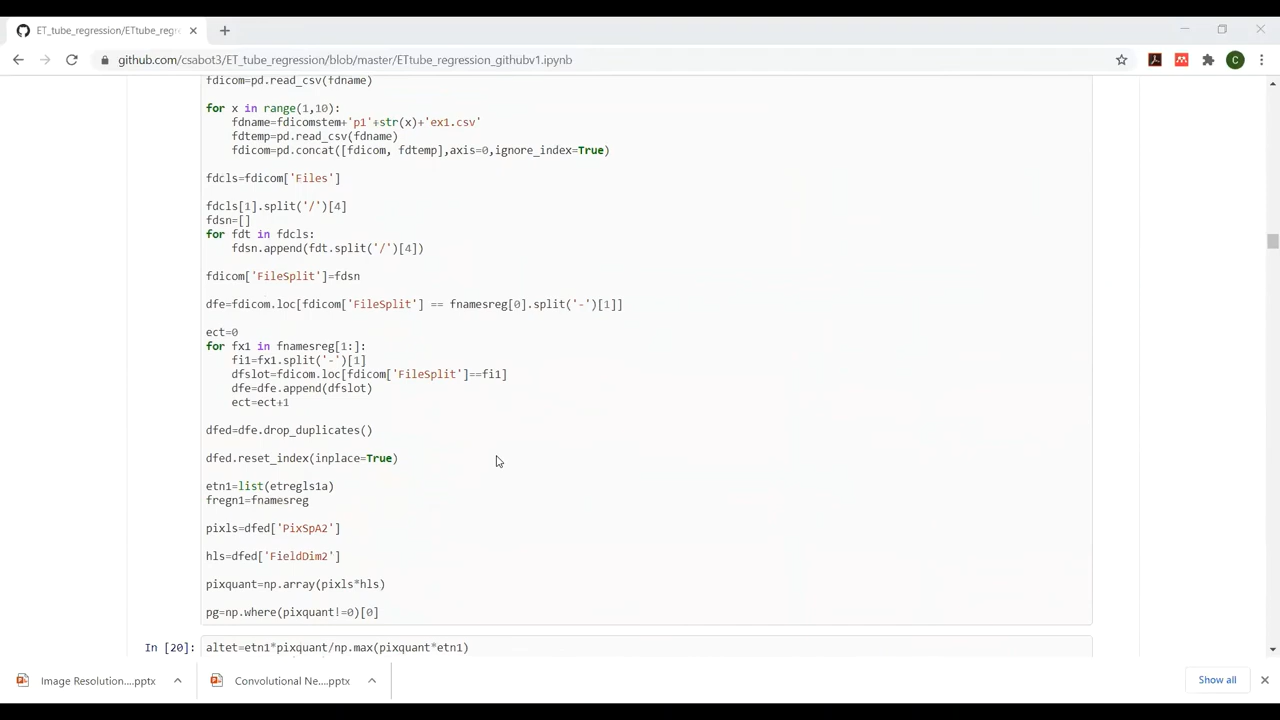 ET_tube_regression/ETtube_regr
github.com/csabot3/ET_tube_regression/blob/master/ETtube_regression_githubv1.ipynb
C
fdicom=pd.read_csv(fdname)
for x in range(1,10):
fdname=fdicomstem+'p1'+str(x)+'ex1.csv'
fdtemp=pd.read_csv(fdname)
fdicom=pd.concat([fdicom, fdtemp],axis=0,ignore_index=True)
fdcls=fdicom['Files']
fdcls[1].split('/')[4]
fdsn=[]
for fdt in fdcls:
fdsn.append(fdt.split('/')[4])
fdicom['FileSplit']=fdsn
dfe=fdicom.loc[fdicom['FileSplit'] == fnamesreg[0].split('-')[1]]
ect=0
for fx1 in fnamesreg[1:]:
fi1=fx1.split('-')[1]
dfslot=fdicom.loc[fdicom['FileSplit']==fi1]
dfe=dfe.append(dfslot)
ect=ect+1
dfed=dfe.drop_duplicates()
dfed.reset_index(inplace=True)
etn1=list(etregls1a)
fregn1=fnamesreg
pixls=dfed['PixSpA2']
hls=dfed['FieldDim2']
pixquant=np.array(pixls*hls)
pg=np.where(pixquant!=0)[0]
In [20]: altet=etn1*pixquant/np.max(pixquant*etn1)
Image Resolution....pptx Convolutional Ne....pptx Show all